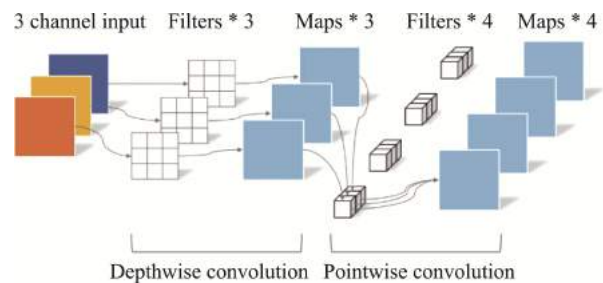 3 channel input Filters * 3 Maps * 3 Filters * 4 Maps * 4
Depthwise convolution Pointwise convolution